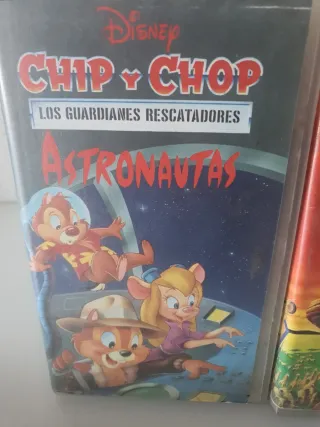 Disney
CHIP Y CHOP
LOS GUARDIANES RESCATADORES
ASTRONAUTAS